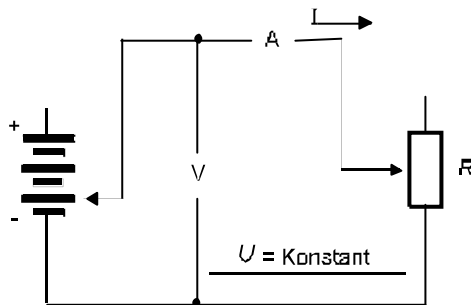 I
A
+
V
R
-
U = Konstant